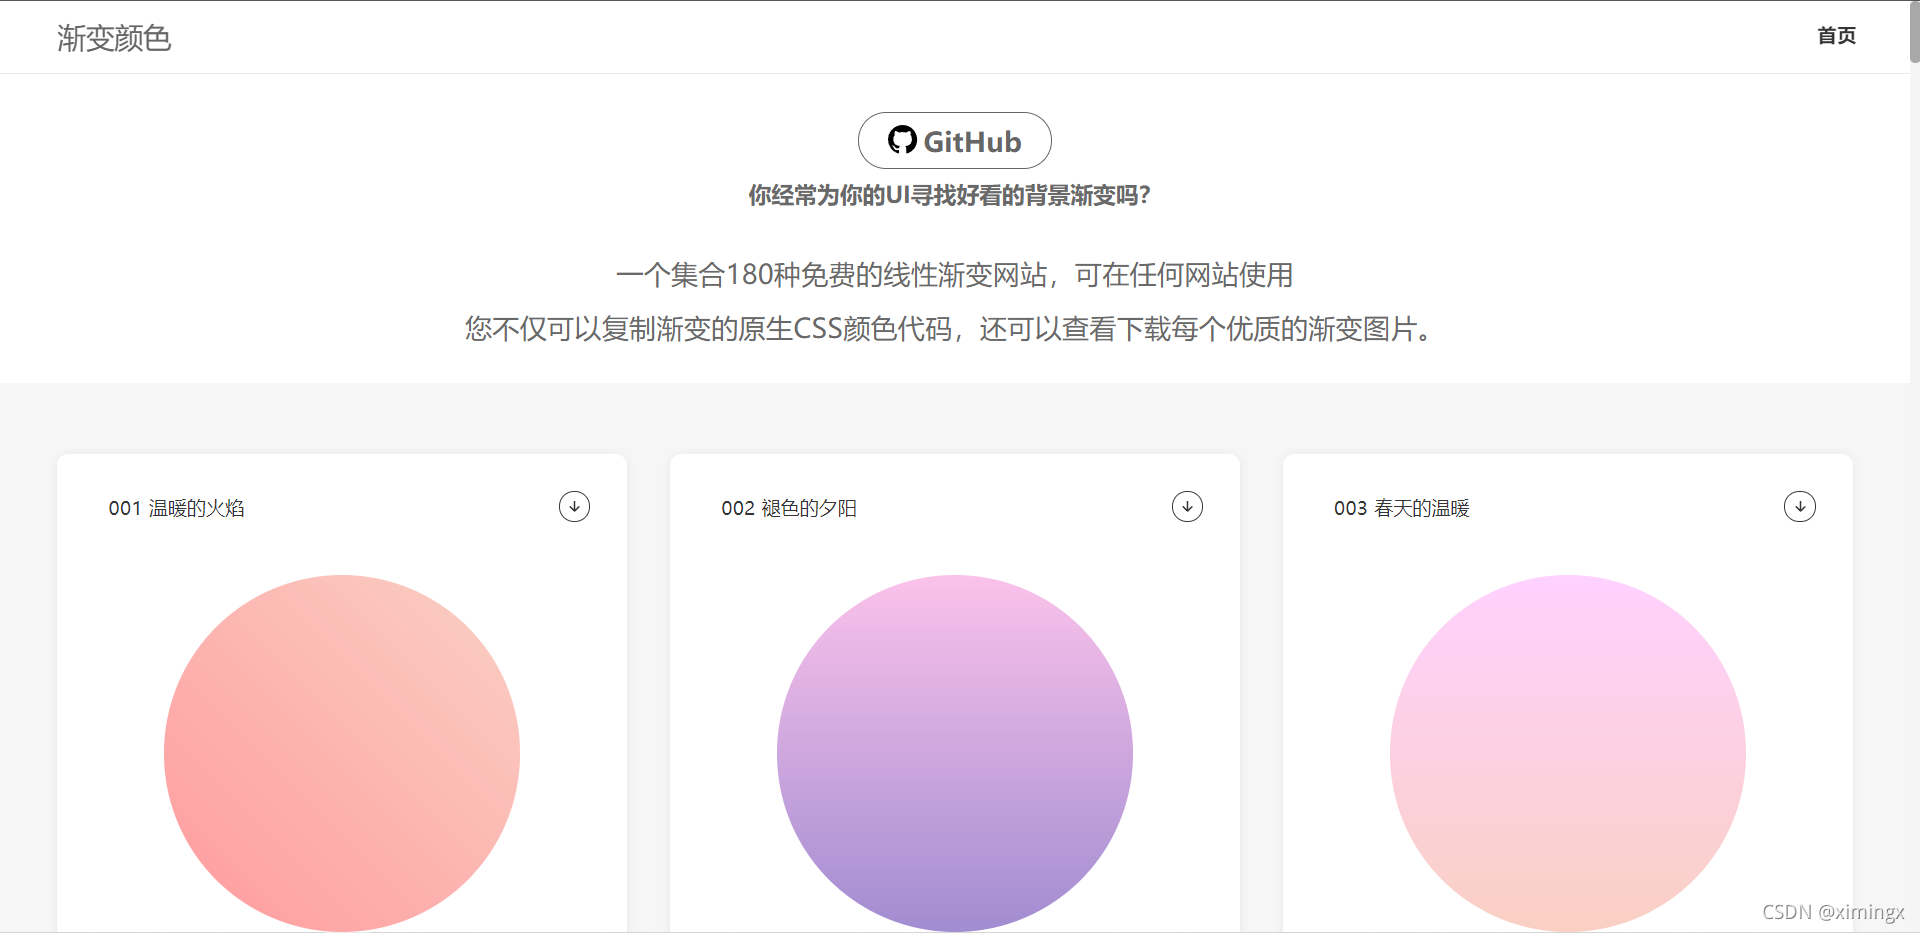 渐变颜色
首页
GitHub
你经常为你的UI寻找好看的背景渐变吗?
一个集合180种免费的线性渐变网站，可在任何网站使用
您不仅可以复制渐变的原生CSS颜色代码，还可以查看下载每个优质的渐变图片。
001 温暖的火焰
002 褪色的夕阳
003 春天的温暖
CSDN @ximingx